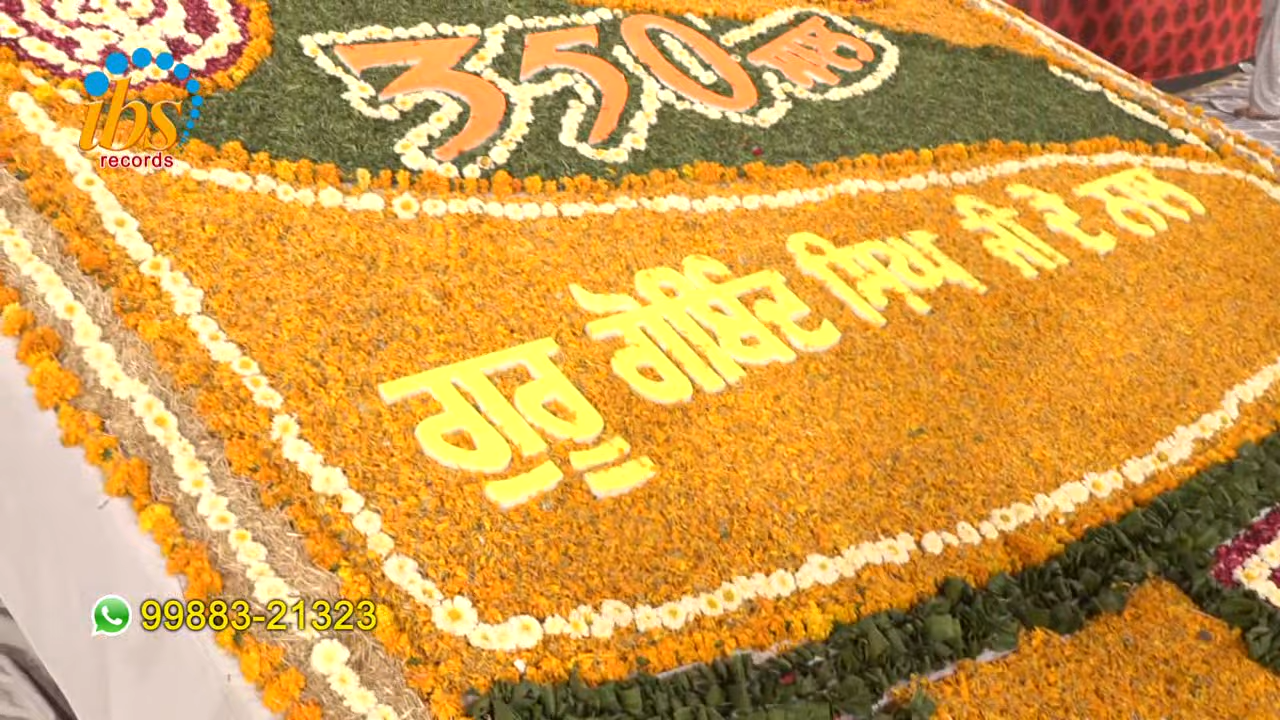 ibs
records
350 ਸਾਲ
ਗੁਰੂ ਗੋਬਿੰਦ ਸਿੰਘ ਜੀ ਦੇ ਨਾਲ
99883-21323